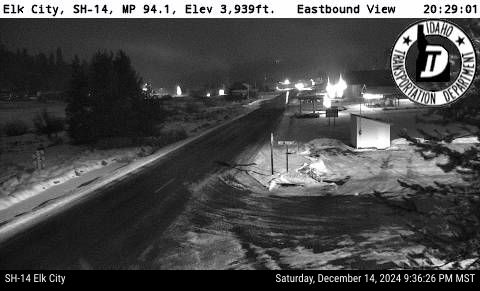 Elk City, SH-14, MP 94.1, Elev 3,939ft. Eastbound View 20:29:01
IDAHO
TRANSPORTATION DEPARTMENT
SH-14 Elk City Saturday, December 14, 2024 9:36:26 PM MST